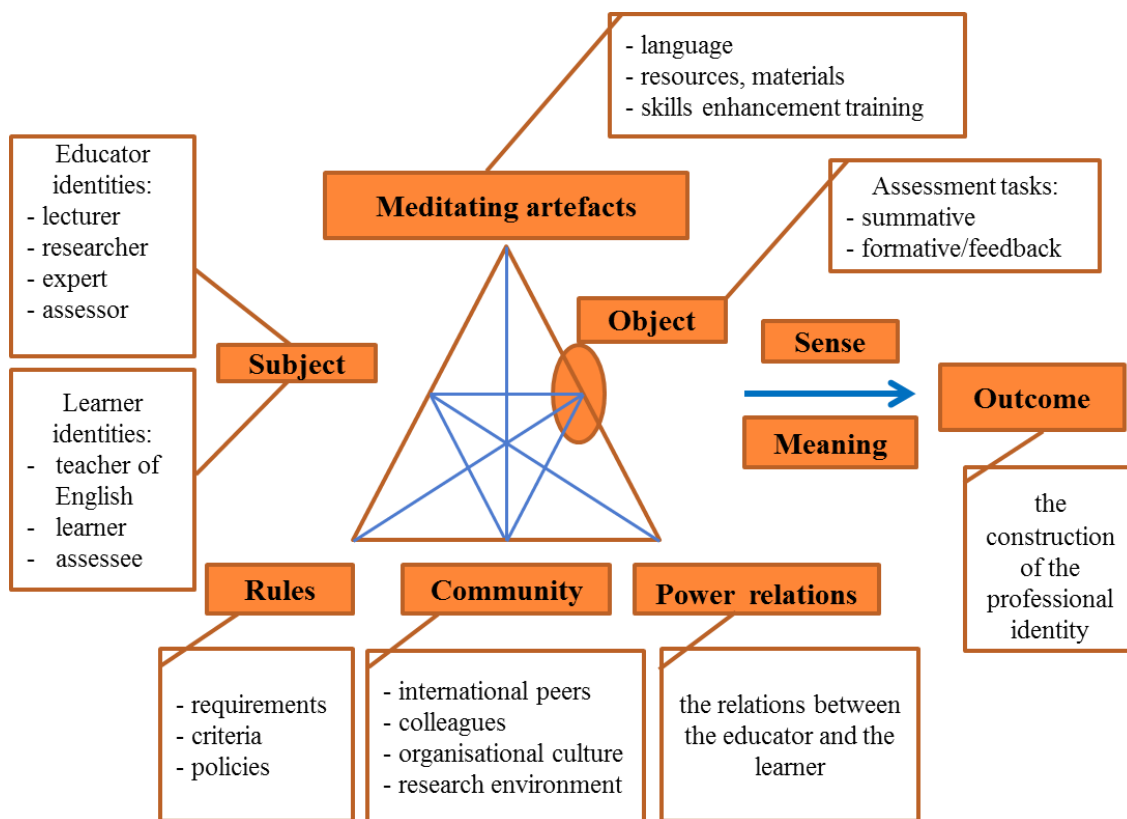 - language
- resources, materials
- skills enhancement training
Educator
identities:
- lecturer
- researcher
- expert
- assessor
Meditating artefacts
Assessment tasks:
- summative
- formative/feedback
Object
Sense
Subject
Learner
identities:
- teacher of
English
- learner
- assessee
Outcome
Meaning
the
construction
of the
professional
identity
Rules
Community
Power relations
- requirements
- criteria
- policies
- international peers
- colleagues
- organisational culture
- research environment
the relations between
the educator and the
learner